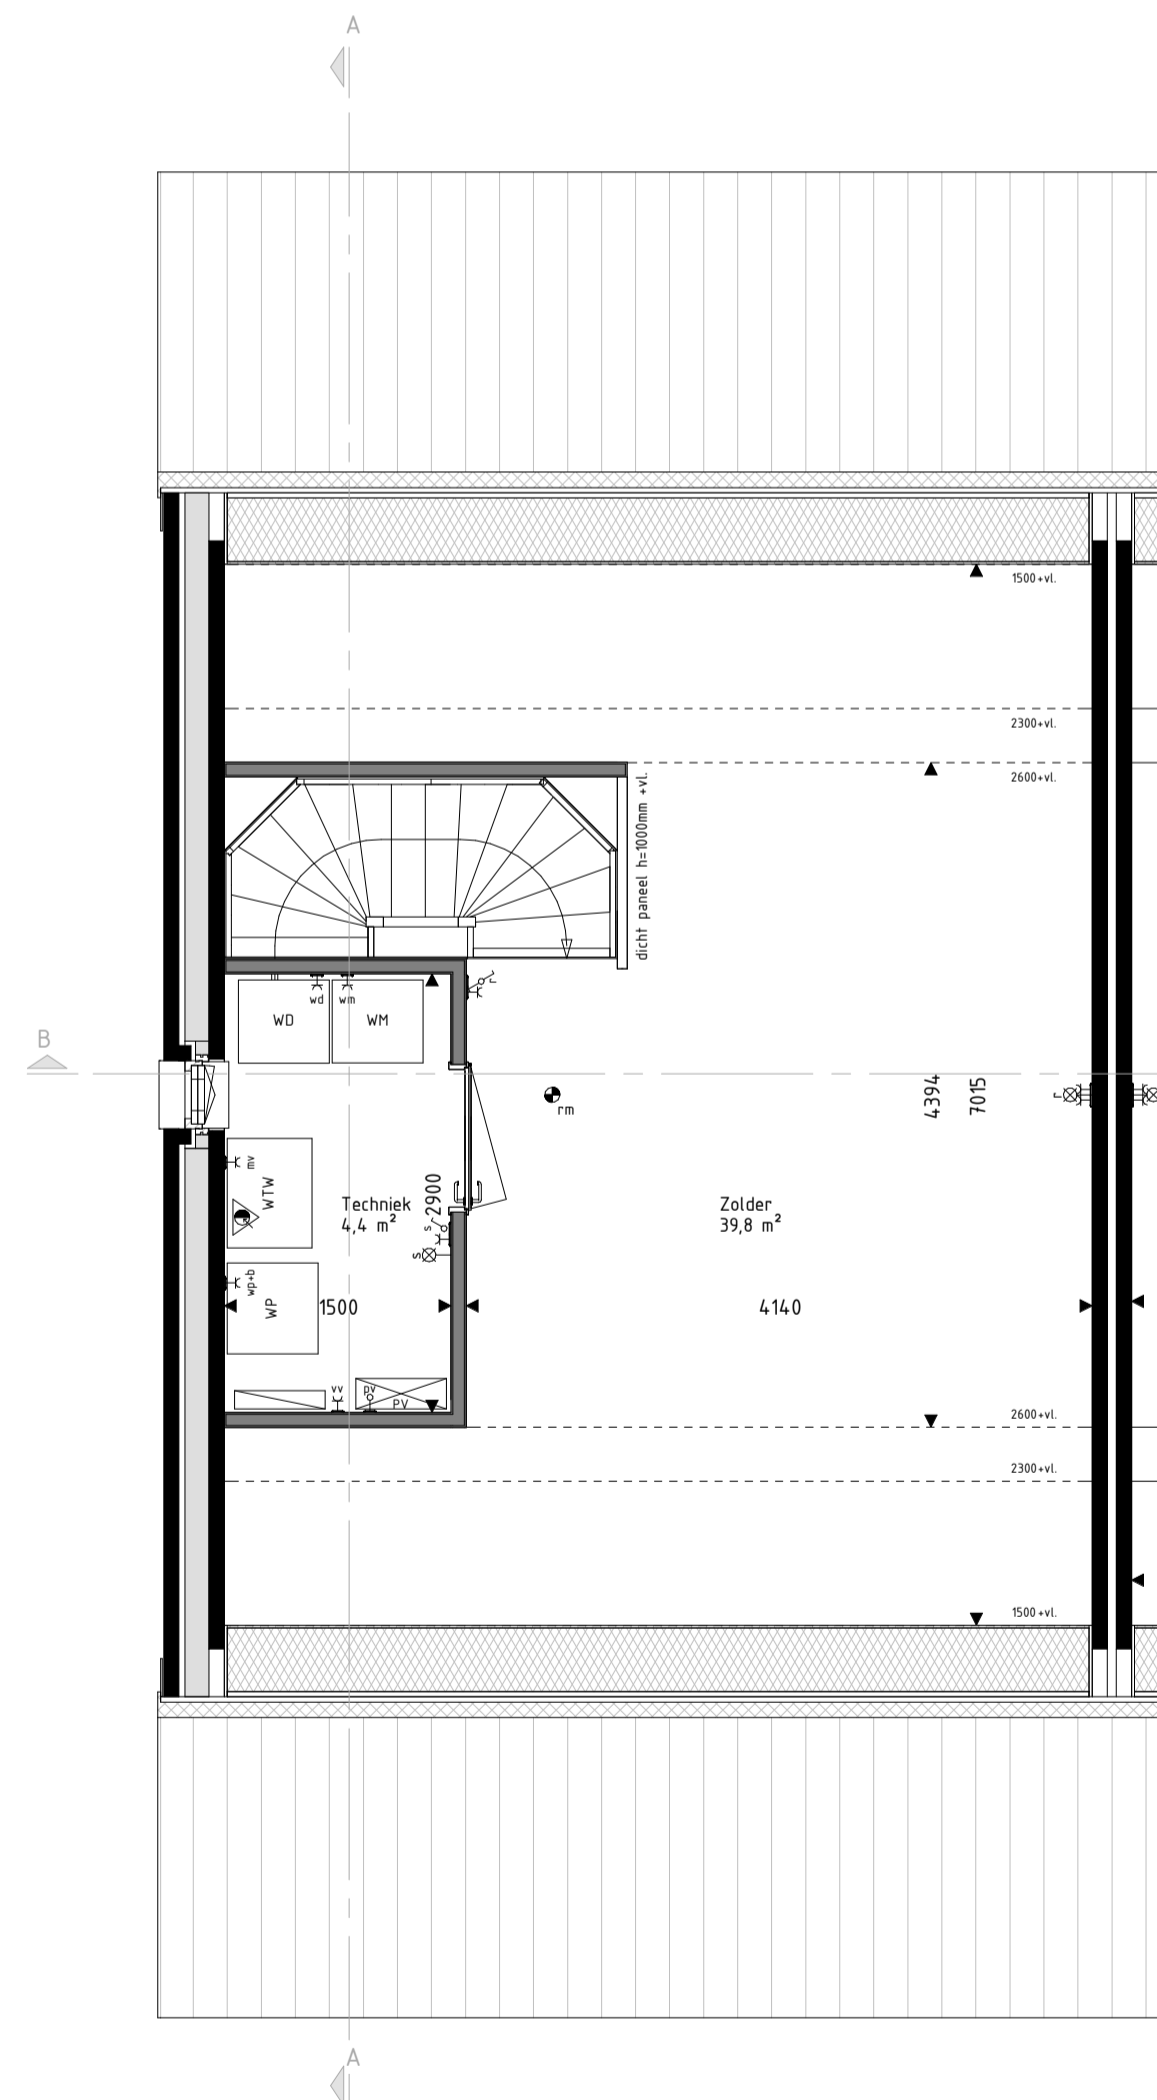 A
1500+vl.
2300+vl.
2600+vl.
dicht paneel h=1000mm +vl.
wd
wm
r
WD
WM
B
rm
4394
7015
r
mv
WTW
Techniek
4,4 m²
2900
s
s
Zolder
39,8 m²
wp+b
WP
1500
4140
vv
pv
PV
2600+vl.
2300+vl.
1500+vl.
A